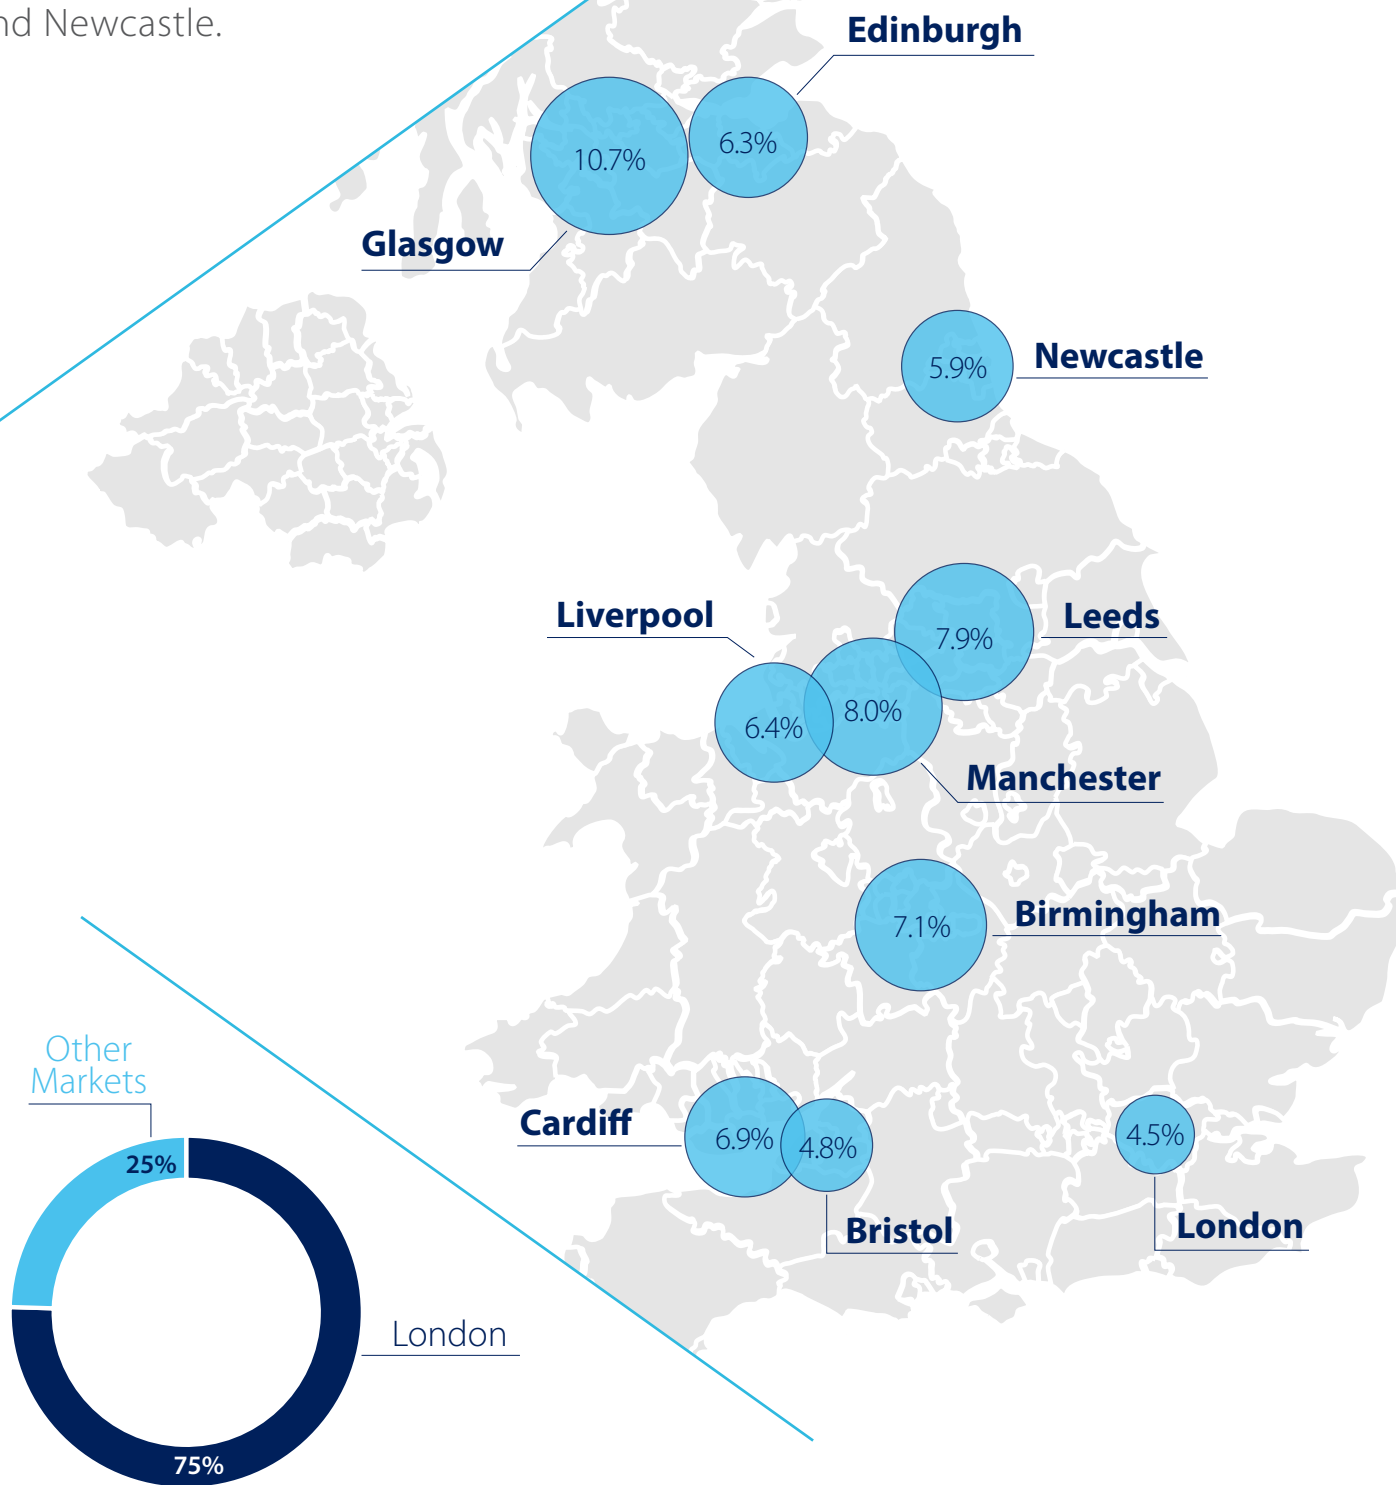 nd Newcastle.
Edinburgh
6.3%
10.7%
Glasgow
5.9%
Newcastle
Liverpool
Leeds
7.9%
6.4%
8.0%
Manchester
7.1%
Birmingham
Other
Markets
25%
Cardiff
6.9%
4.8%
4.5%
Bristol
London
London
75%